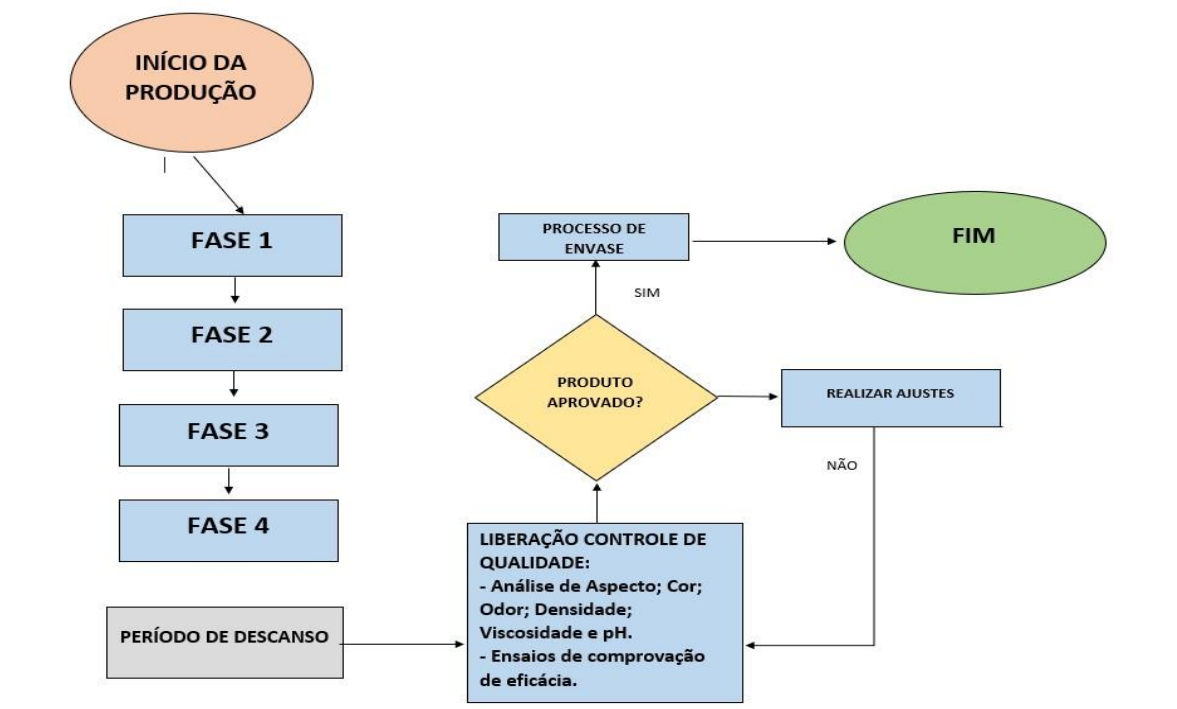 INÍCIO DA
PRODUÇÃO
FASE 1
FASE 2
FASE 3
FASE 4
PERÍODO DE DESCANSO
LIBERAÇÃO CONTROLE DE
QUALIDADE:
- Análise de Aspecto; Cor;
Odor; Densidade;
Viscosidade e pH.
- Ensaios de comprovação
de eficácia.
PRODUTO
APROVADO?
SIM
PROCESSO DE
ENVASE
FIM
REALIZAR AJUSTES
NÃO